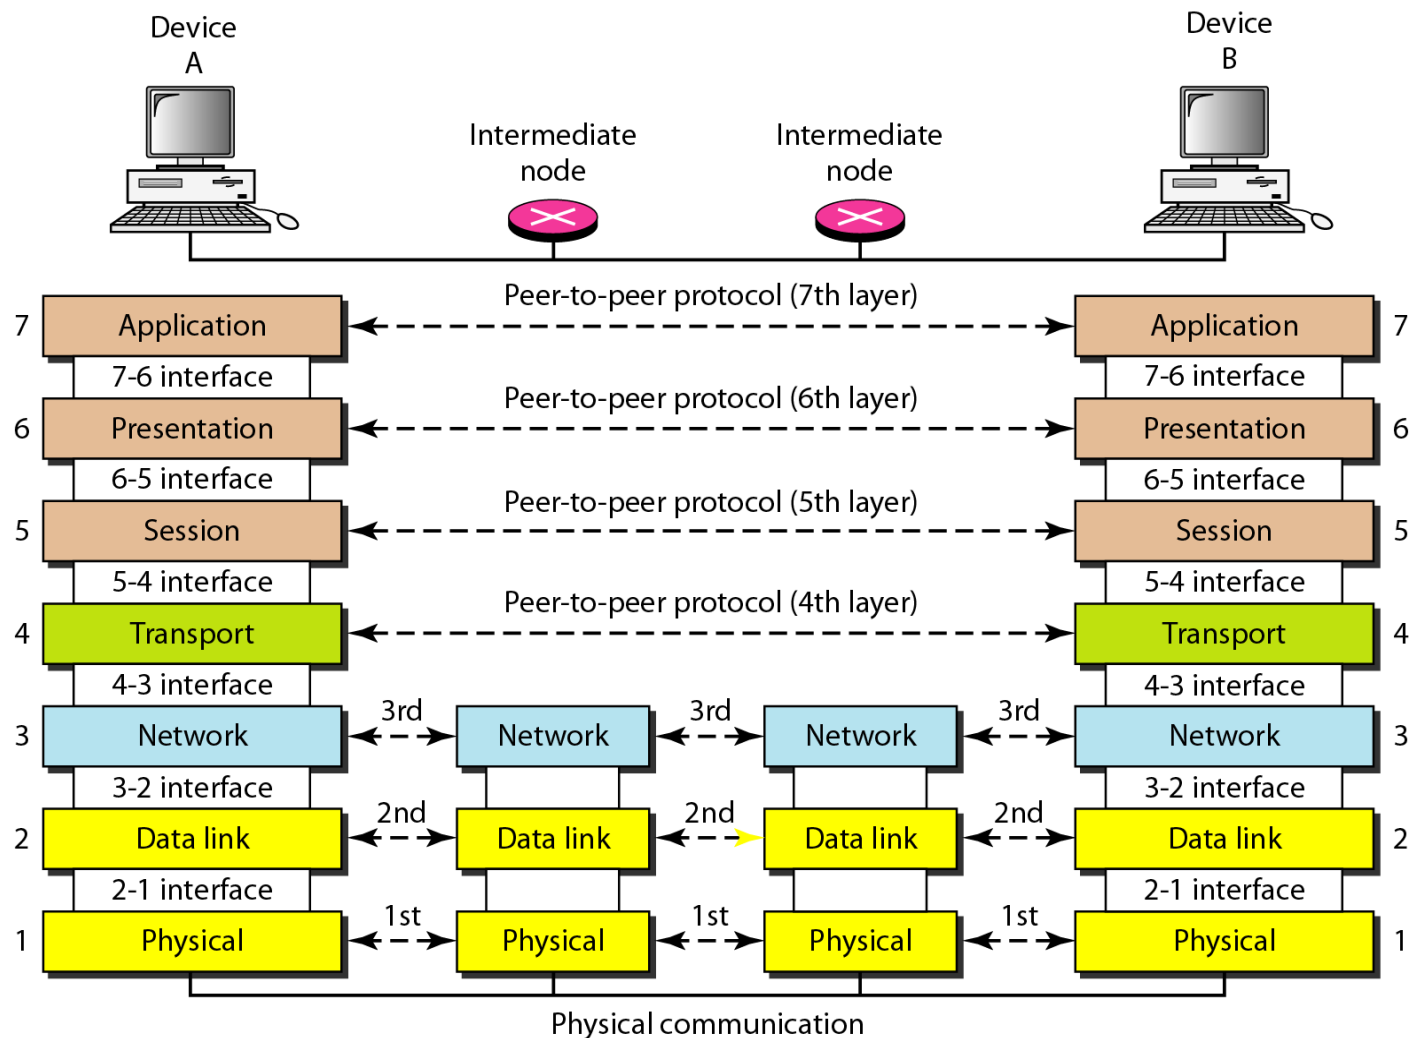 Device
A
Device
B
Intermediate
node
Intermediate
node
Peer-to-peer protocol (7th layer)
7 Application Application 7
7-6 interface 7-6 interface
Peer-to-peer protocol (6th layer)
6 Presentation Presentation 6
6-5 interface 6-5 interface
Peer-to-peer protocol (5th layer)
5 Session Session 5
5-4 interface 5-4 interface
Peer-to-peer protocol (4th layer)
4 Transport Transport 4
4-3 interface 4-3 interface
3rd 3rd 3rd
3 Network Network Network Network 3
3-2 interface 3-2 interface
2nd 2nd 2nd
2 Data link Data link Data link Data link 2
2-1 interface 2-1 interface
1st 1st 1st
1 Physical Physical Physical Physical 1
Physical communication